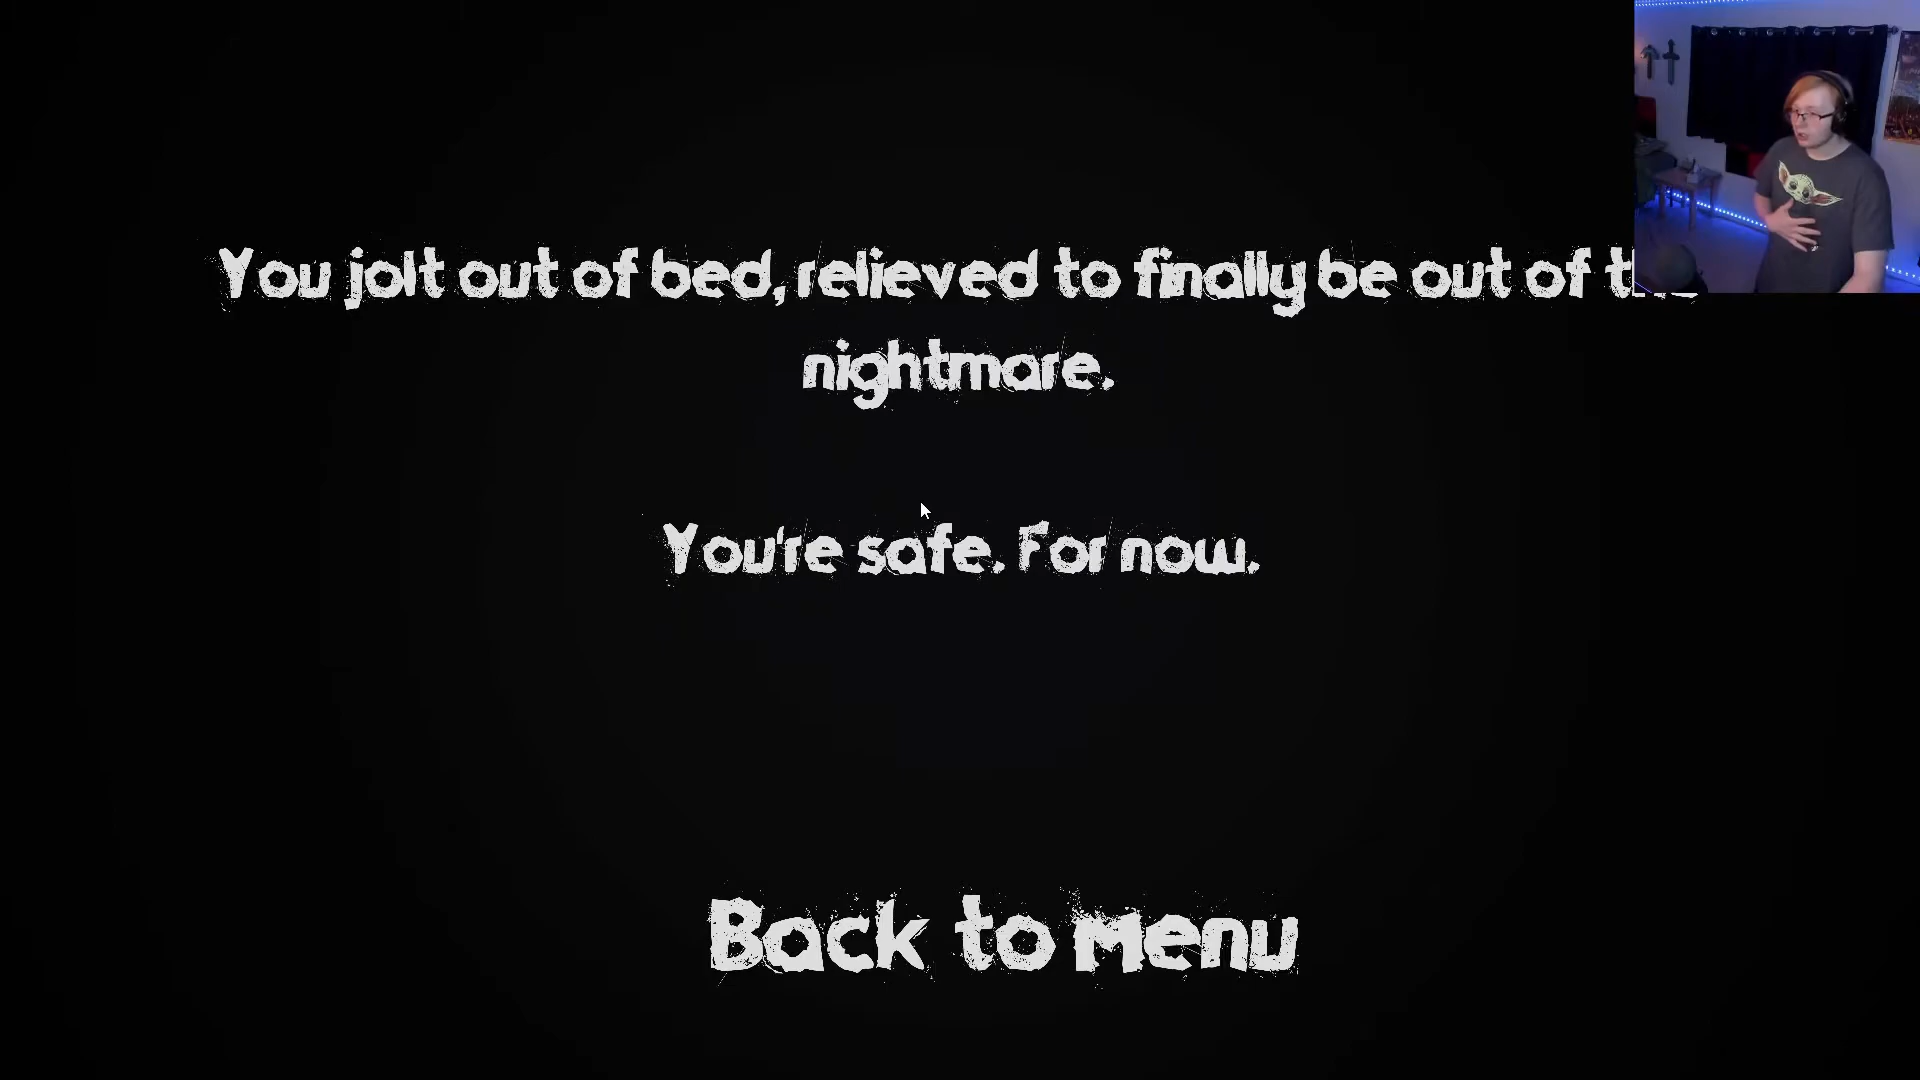 You jolt out of bed, relieved to finally be out of
nightmare.
You're safe. For now.
Back to Menu